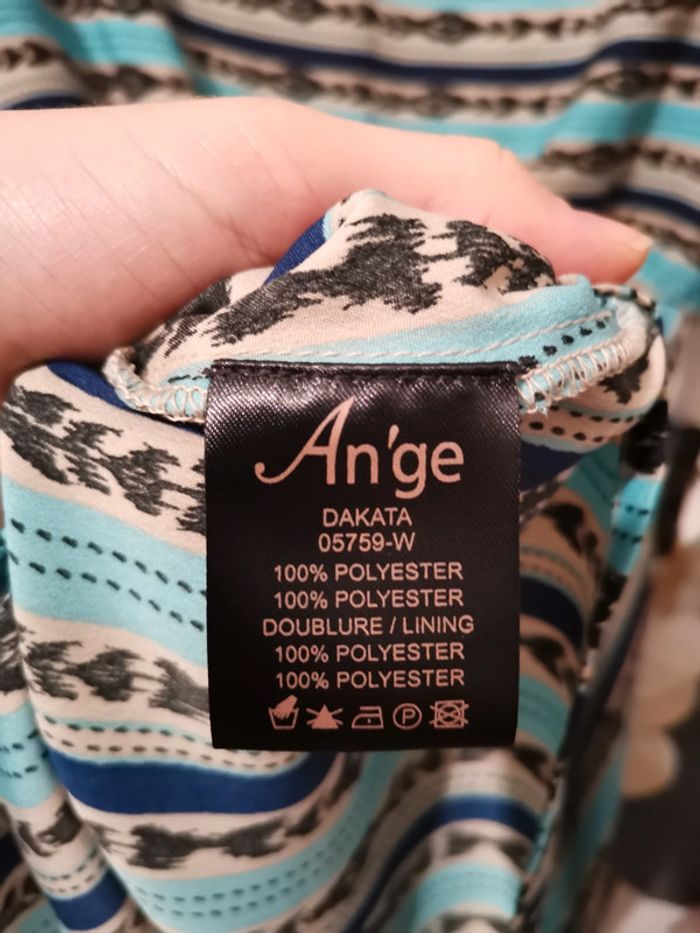 An'ge
DAKATA
05759-W
100% POLYESTER
100% POLYESTER
DOUBLURE / LINING
100% POLYESTER
100% POLYESTER
P